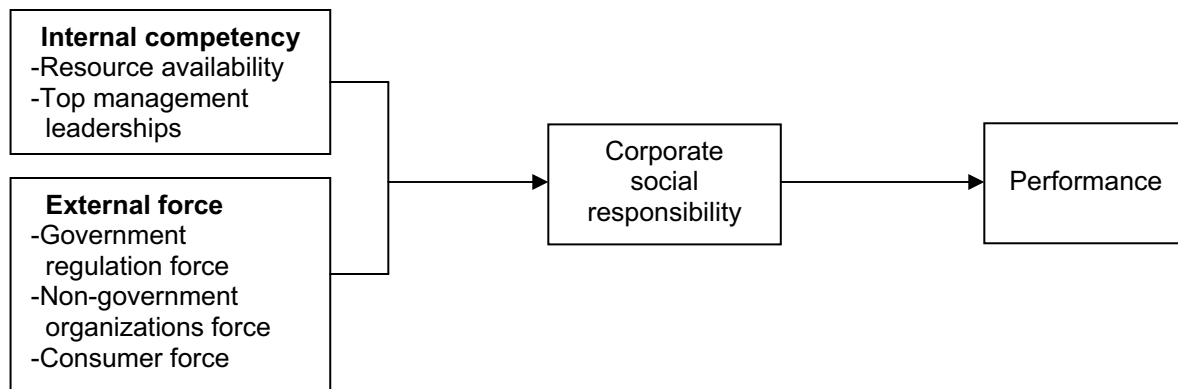 Internal competency
-Resource availability
-Top management
leaderships
External force
-Government
regulation force
-Non-government
organizations force
-Consumer force
Corporate
social
responsibility
Performance